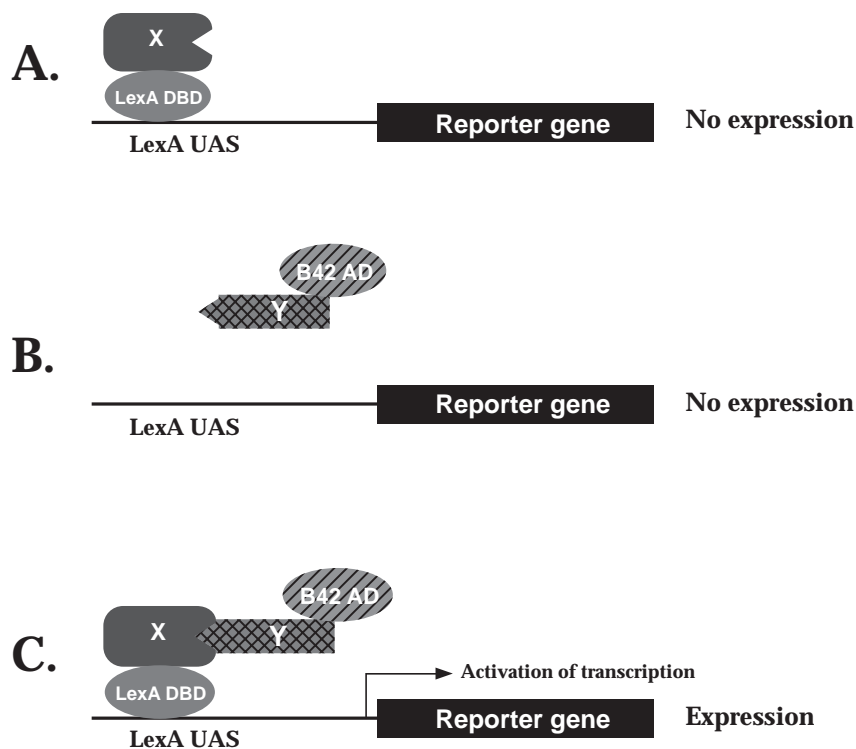 A.
X
LexA DBD
LexA UAS
Reporter gene
No expression
B.
B42 AD
Y
LexA UAS
Reporter gene
No expression
C.
B42 AD
X
Y
LexA DBD
Activation of transcription
LexA UAS
Reporter gene
Expression